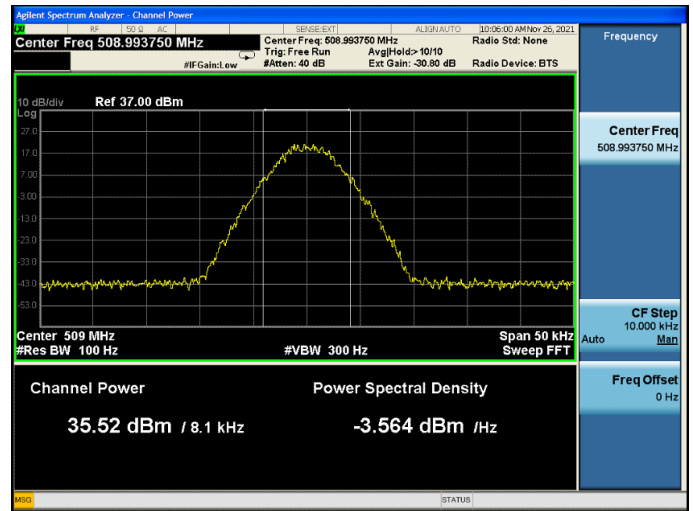 Agilent Spectrum Analyzer - Channel Power
LXI RF 50 Ω AC SENSE:EXT ALIGN AUTO 10:06:00 AM Nov 26, 2021
Center Freq 508.993750 MHz
Center Freq: 508.993750 MHz
Radio Std: None
Trig: Free Run Avg|Hold:> 10/10
#IFGain:Low #Atten: 40 dB Ext Gain: -30.80 dB Radio Device: BTS
10 dB/div Ref 37.00 dBm
Log
27.0
17.0
7.00
-3.00
-13.0
-23.0
-33.0
-43.0
-53.0
Center 509 MHz Span 50 kHz
#Res BW 100 Hz #VBW 300 Hz Sweep FFT
Channel Power Power Spectral Density
35.52 dBm / 8.1 kHz -3.564 dBm /Hz
Frequency
Center Freq
508.993750 MHz
CF Step
10.000 kHz
Auto Man
Freq Offset
0 Hz
MSG STATUS